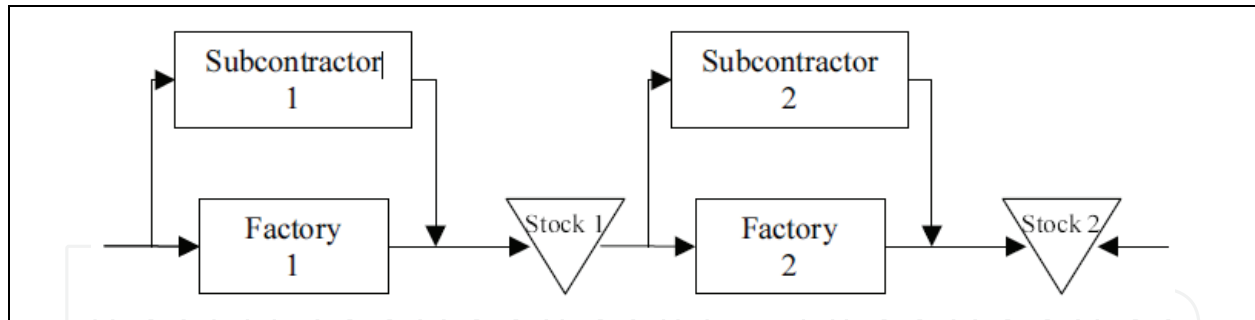 Subcontractor
1
Subcontractor
2
Factory
1
Stock 1
Factory
2
Stock 2